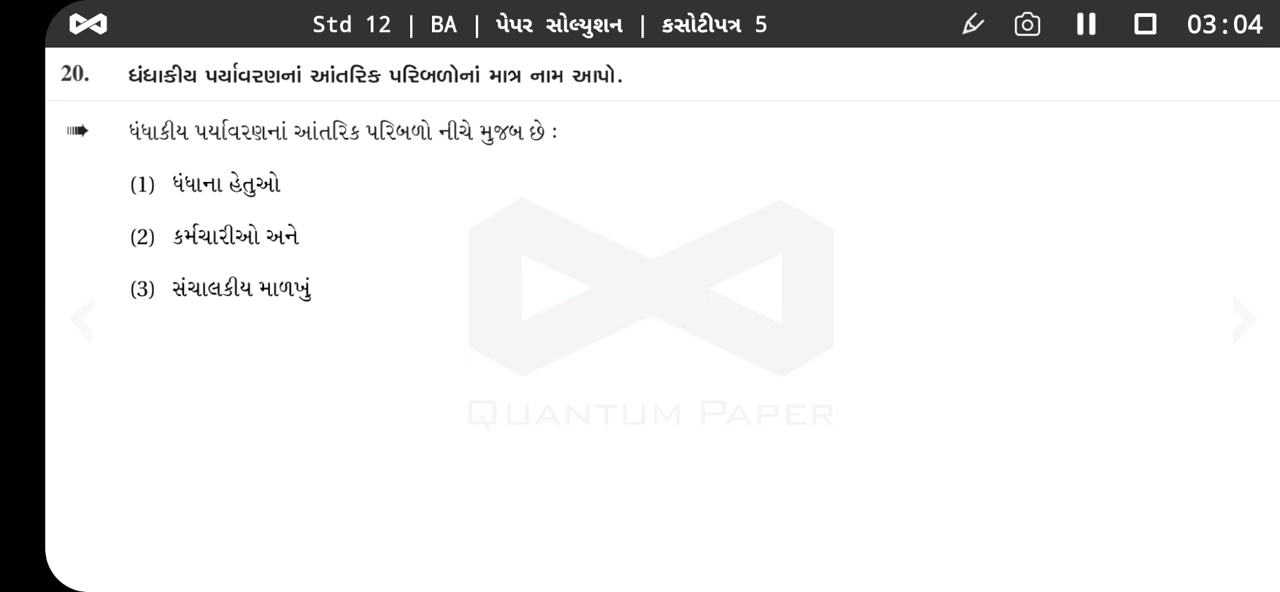 Std 12 | BA | પેપર સોલ્યુશન | કસોટીપત્ર 5 03:04
20. ધંધાકીય પર્યાવરણનાં આંતરિક પરિબળોનાં માત્ર નામ આપો.
ધંધાકીય પર્યાવરણનાં આંતરિક પરિબળો નીચે મુજબ છે :
(1) ધંધાના હેતુઓ
(2) કર્મચારીઓ અને
(3) સંચાલકીય માળખું
QUANTUM PAPER